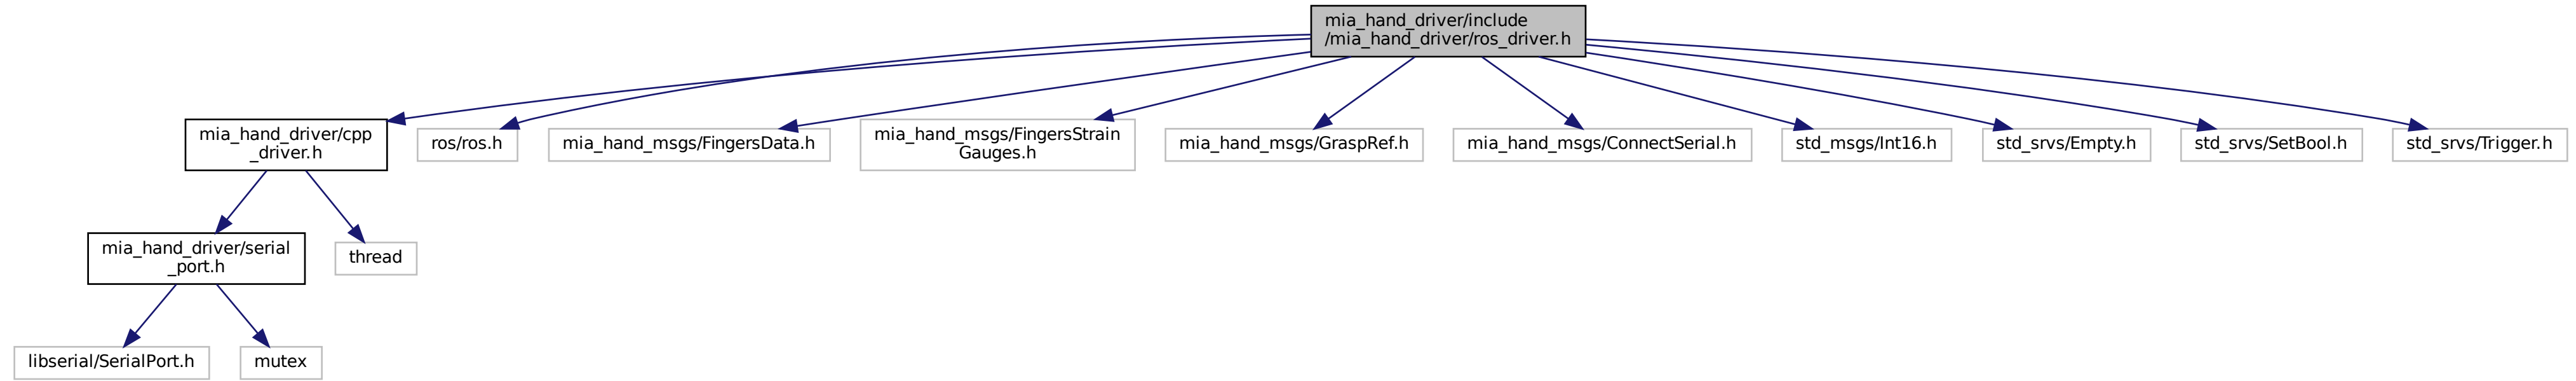 mia_hand_driver/include
/mia_hand_driver/ros_driver.h
mia_hand_driver/cpp
_driver.h
ros/ros.h
mia_hand_msgs/FingersData.h
mia_hand_msgs/FingersStrain
Gauges.h
mia_hand_msgs/GraspRef.h
mia_hand_msgs/ConnectSerial.h
std_msgs/Int16.h
std_srvs/Empty.h
std_srvs/SetBool.h
std_srvs/Trigger.h
mia_hand_driver/serial
_port.h
thread
libserial/SerialPort.h
mutex